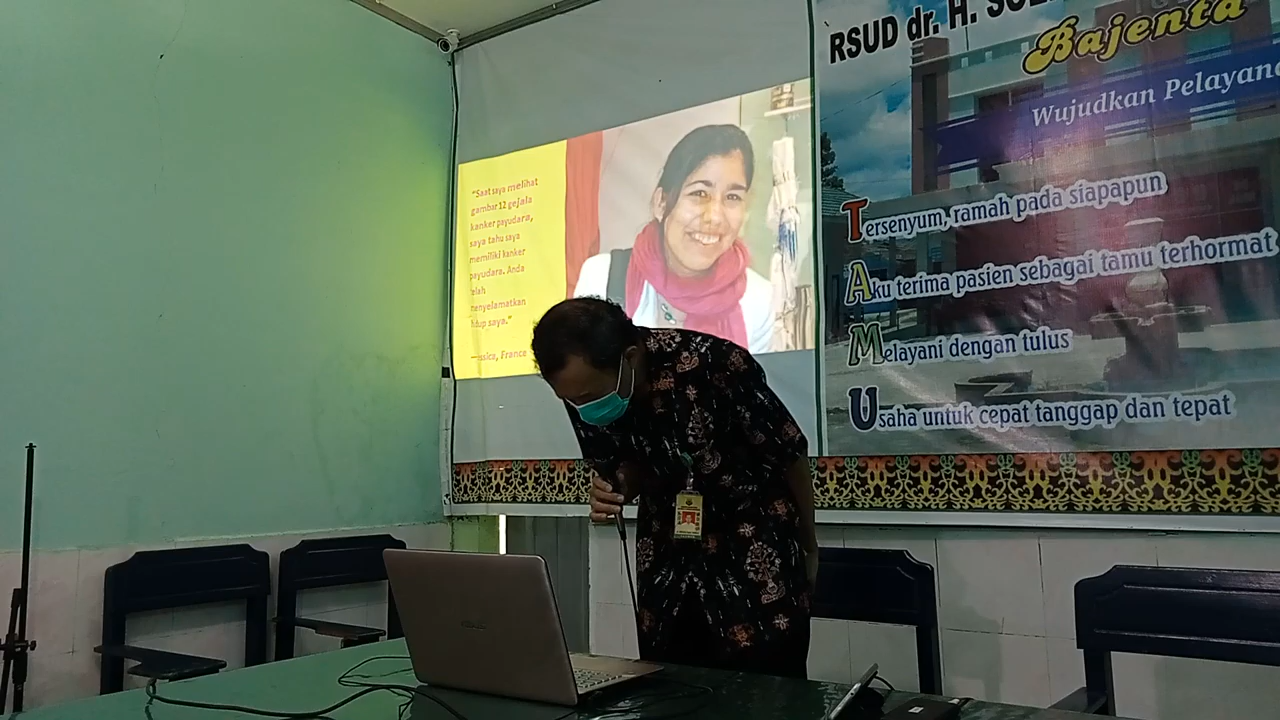 "Saat saya melihat
gambar 12 gejala
kanker payudara,
saya tahu saya
memiliki kanker
payudara. Anda
telah
menyelamatkan
hidup saya."
France
RSUD dr. H.
Bajenta
Wujudkan
Tersenyum, ramah pada siapapun
Aku terima pasien sebagai tamu terhormat
Melayani dengan tulus
Usaha untuk cepat tanggap dan tepat